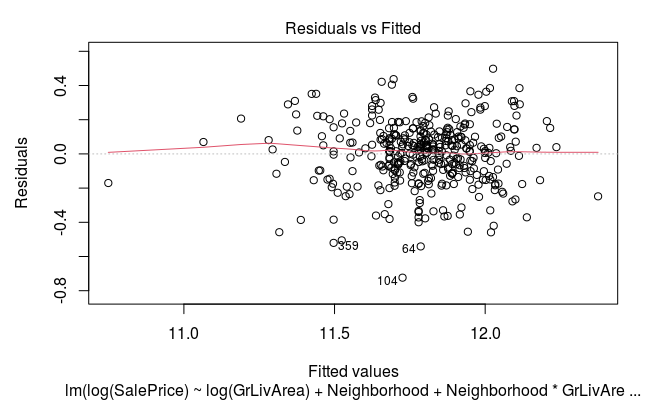 Residuals vs Fitted
Residuals
0.4
0.0
-0.4
-0.8
359
64
104
11.0 11.5 12.0
Fitted values
lm(log(SalePrice) ~ log(GrLivArea) + Neighborhood + Neighborhood * GrLivAre ...